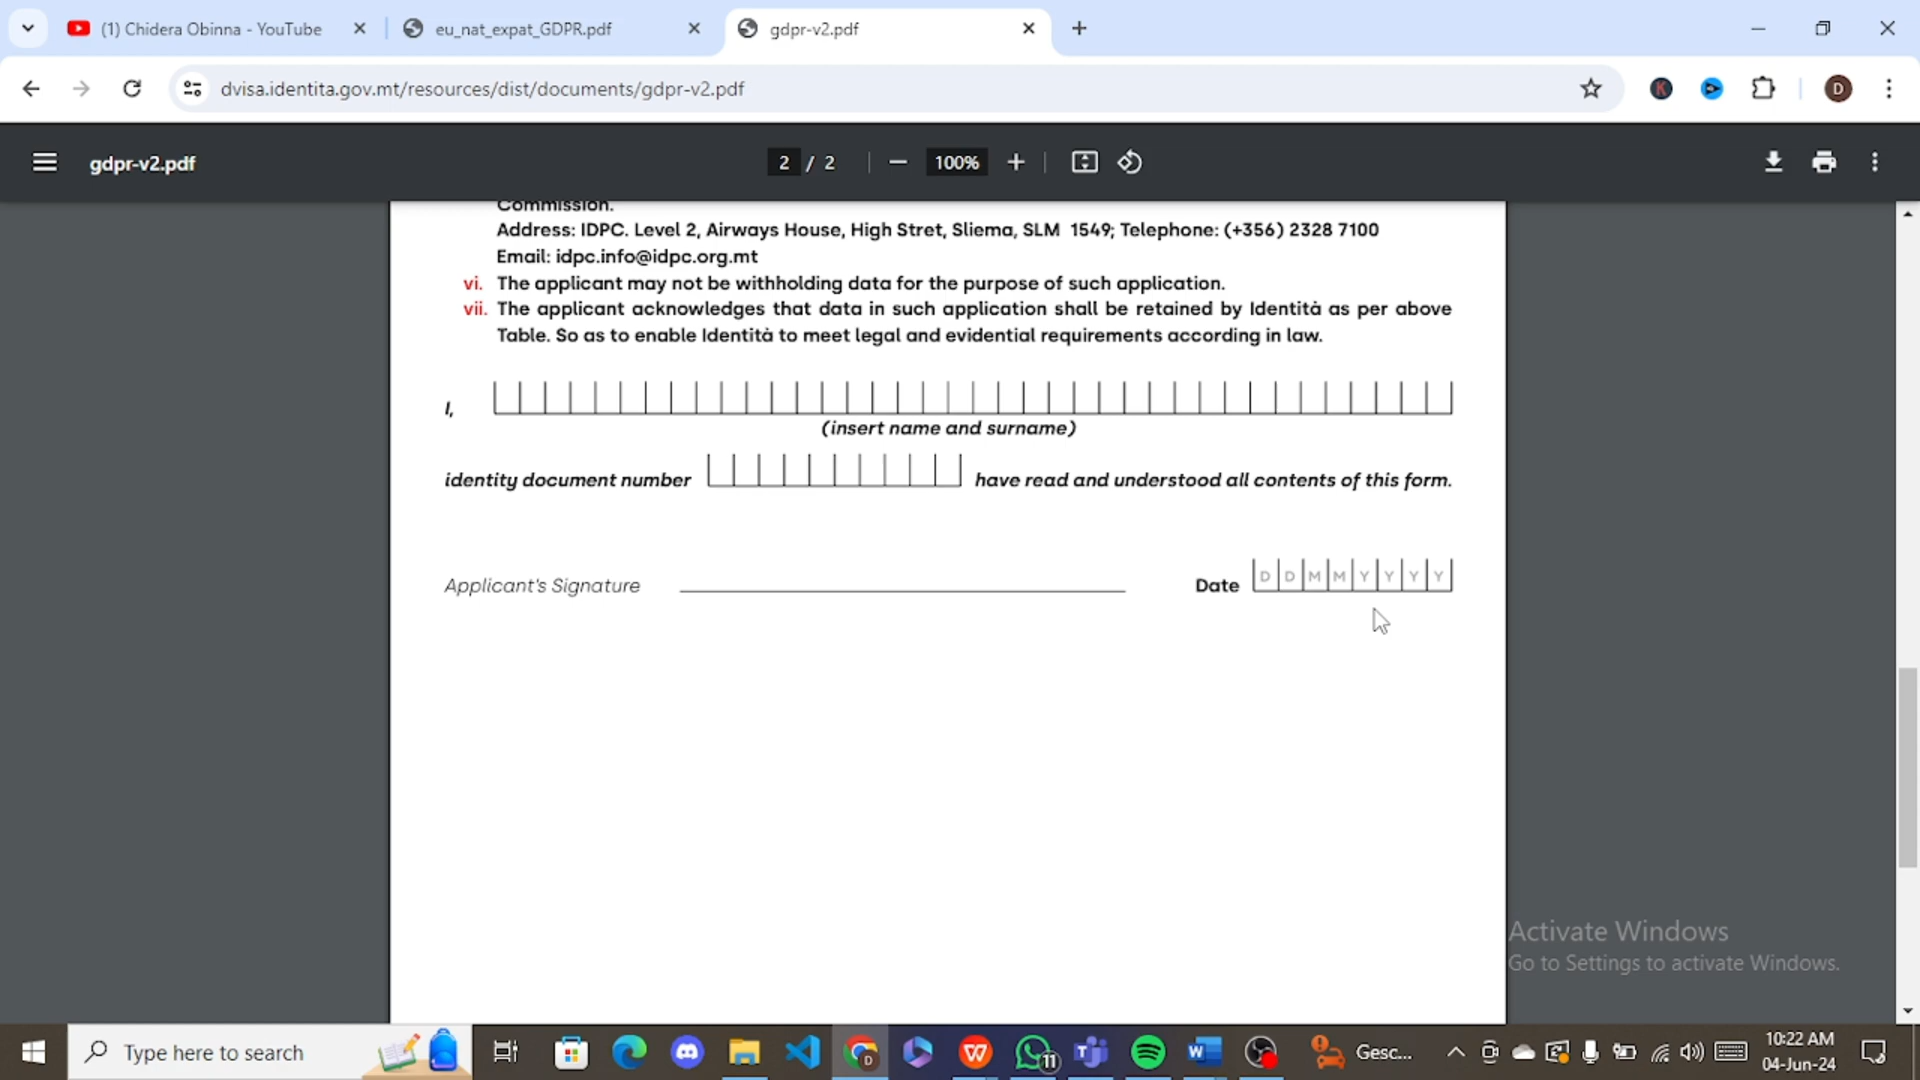 (1) Chidera Obinna - YouTube
eu_nat_expat_GDPR.pdf
gdpr-v2.pdf
dvisa.identita.gov.mt/resources/dist/documents/gdpr-v2.pdf
K
D
gdpr-v2.pdf
2 / 2
100%
Commission.
Address: IDPC. Level 2, Airways House, High Stret, Sliema, SLM 1549; Telephone: (+356) 2328 7100
Email: idpc.info@idpc.org.mt
vi. The applicant may not be withholding data for the purpose of such application.
vii. The applicant acknowledges that data in such application shall be retained by Identità as per above
Table. So as to enable Identità to meet legal and evidential requirements according in law.
I,
(insert name and surname)
identity document number have read and understood all contents of this form.
Applicant's Signature
Date D D M M Y Y Y Y
Activate Windows
Go to Settings to activate Windows.
Type here to search
D
W
11
W
Gesc...
10:22 AM
04-Jun-24